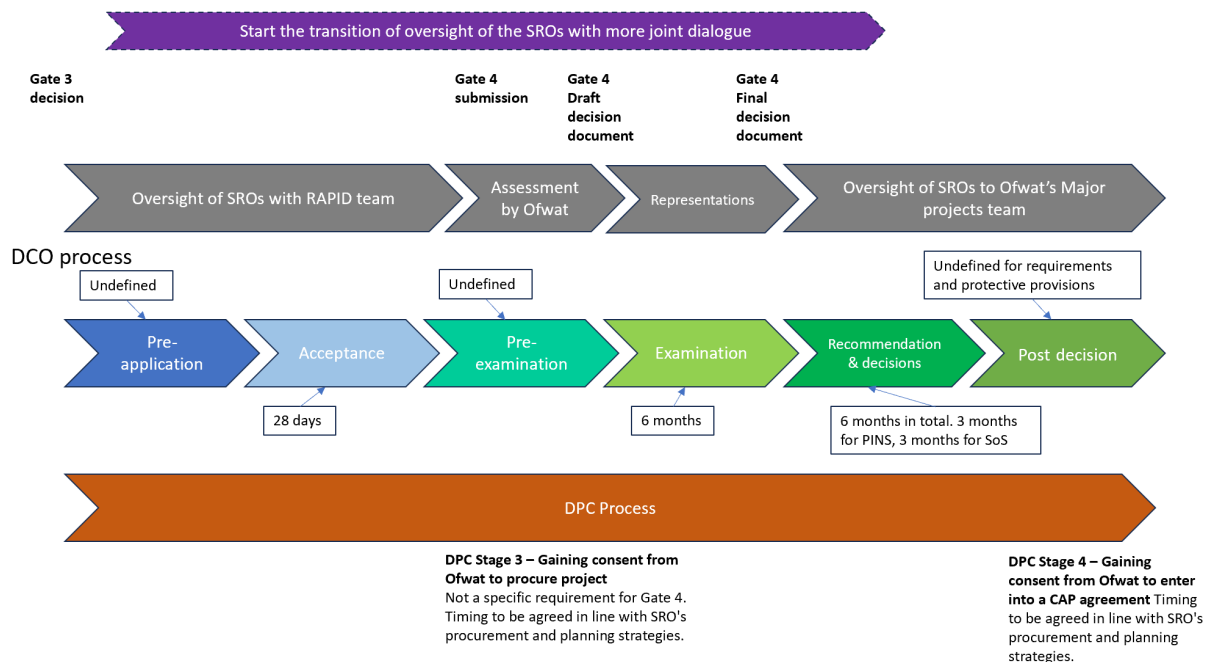 Start the transition of oversight of the SROs with more joint dialogue
Gate 3
decision
Gate 4
submission
Gate 4
Draft
decision
document
Gate 4
Final
decision
document
Oversight of SROs with RAPID team
Assessment
by Ofwat
Representations
Oversight of SROs to Ofwat's Major
projects team
DCO process
Undefined
Undefined
Undefined for requirements
and protective provisions
Pre-
application
Acceptance
Pre-
examination
Examination
Recommendation
& decisions
Post decision
28 days
6 months
6 months in total. 3 months
for PINS, 3 months for SoS
DPC Process
DPC Stage 3 – Gaining consent from
Ofwat to procure project
Not a specific requirement for Gate 4.
Timing to be agreed in line with SRO's
procurement and planning strategies.
DPC Stage 4 – Gaining
consent from Ofwat to enter
into a CAP agreement Timing
to be agreed in line with SRO's
procurement and planning
strategies.